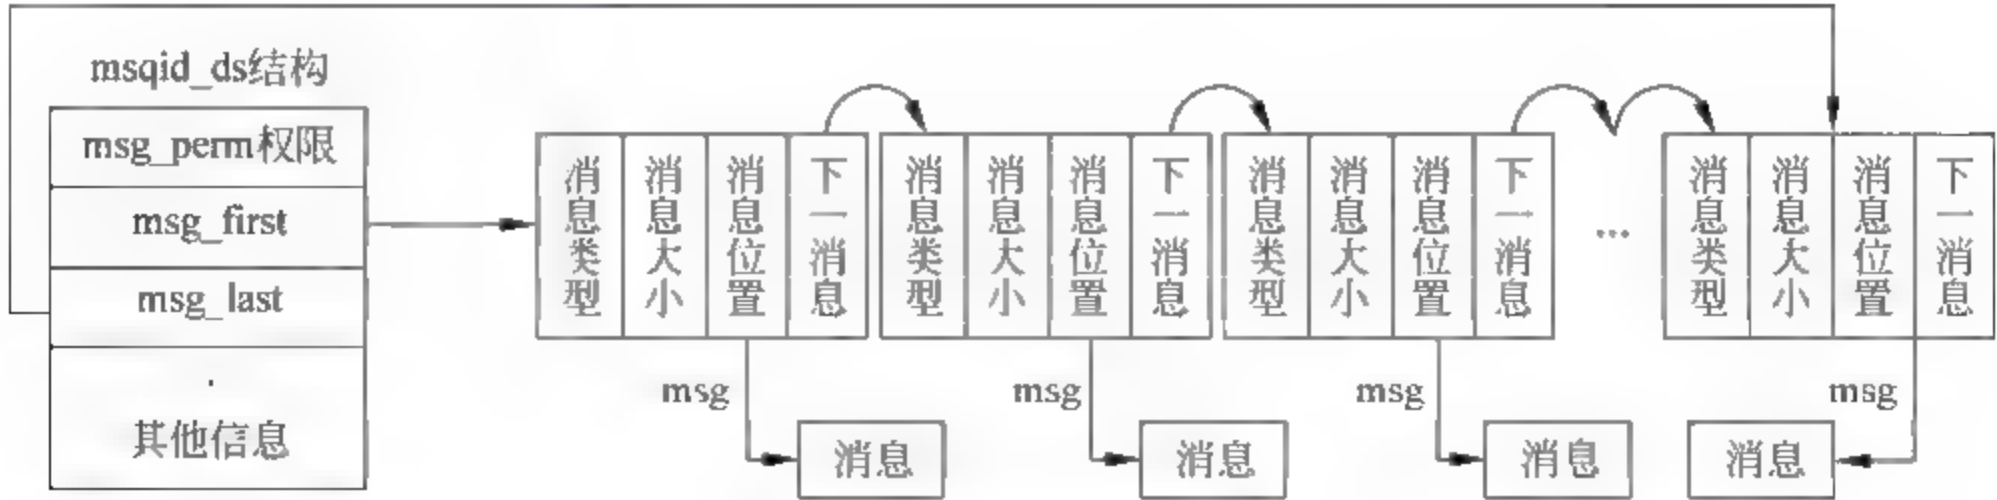 msqid_ds结构
msg_perm权限
msg_first
msg_last
.
其他信息
消息类型
消息大小
消息位置
下一消息
消息类型
消息大小
消息位置
下一消息
消息类型
消息大小
消息位置
下一消息
...
消息类型
消息大小
消息位置
下一消息
msg
msg
msg
msg
消息
消息
消息
消息